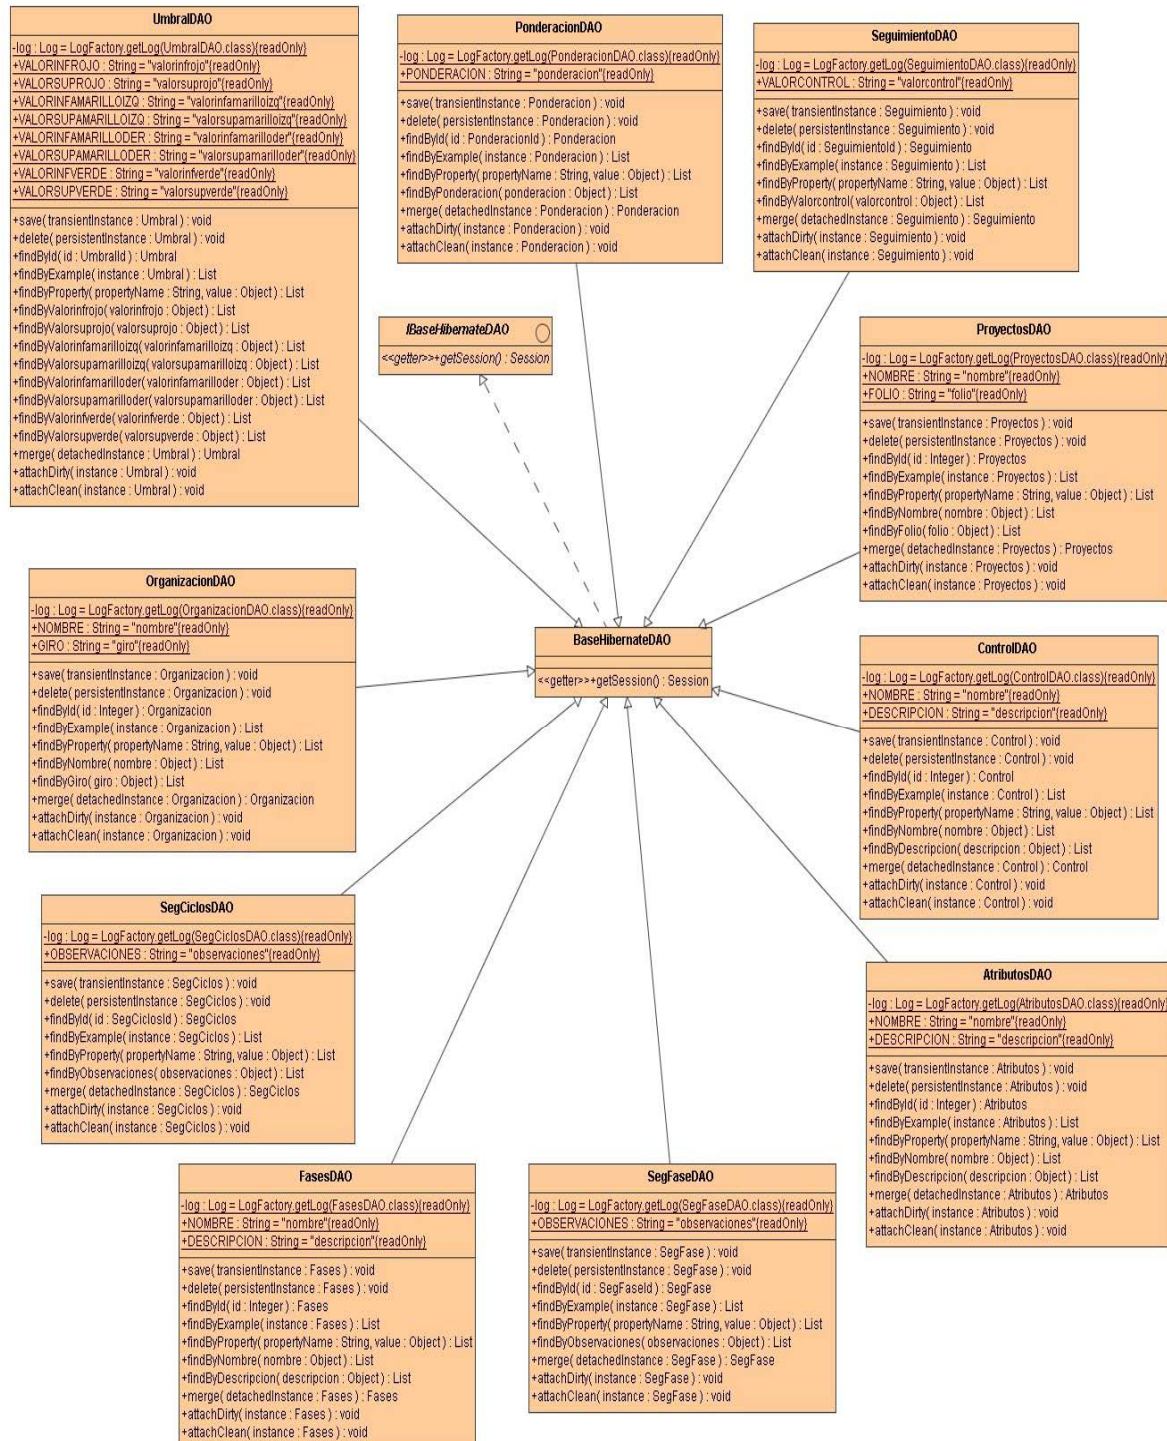 UmbralDAO
-log : Log = LogFactory.getLog(UmbralDAO.class){readOnly}
+VALORINFROJO : String = "valorinfrojo"{readOnly}
+VALORSUPROJO : String = "valorsuprojo"{readOnly}
+VALORINFAMARILLOIZQ : String = "valorinfamarilloizq"{readOnly}
+VALORSUPAMARILLOIZQ : String = "valorsupamarilloizq"{readOnly}
+VALORINFAMARILLODER : String = "valorinfamarilloder"{readOnly}
+VALORSUPAMARILLODER : String = "valorsupamarilloder"{readOnly}
+VALORINFVERDE : String = "valorinfverde"{readOnly}
+VALORSUPVERDE : String = "valorsupverde"{readOnly}
+save( transientInstance : Umbral ) : void
+delete( persistentInstance : Umbral ) : void
+findById( id : UmbralId ) : Umbral
+findByExample( instance : Umbral ) : List
+findByProperty( propertyName : String, value : Object ) : List
+findByValorinfrojo( valorinfrojo : Object ) : List
+findByValorsuprojo( valorsuprojo : Object ) : List
+findByValorinfamarilloizq( valorinfamarilloizq : Object ) : List
+findByValorsupamarilloizq( valorsupamarilloizq : Object ) : List
+findByValorinfamarilloder( valorinfamarilloder : Object ) : List
+findByValorsupamarilloder( valorsupamarilloder : Object ) : List
+findByValorinfverde( valorinfverde : Object ) : List
+findByValorsupverde( valorsupverde : Object ) : List
+merge( detachedInstance : Umbral ) : Umbral
+attachDirty( instance : Umbral ) : void
+attachClean( instance : Umbral ) : void
PonderacionDAO
-log : Log = LogFactory.getLog(PonderacionDAO.class){readOnly}
+PONDERACION : String = "ponderacion"{readOnly}
+save( transientInstance : Ponderacion ) : void
+delete( persistentInstance : Ponderacion ) : void
+findById( id : PonderacionId ) : Ponderacion
+findByExample( instance : Ponderacion ) : List
+findByProperty( propertyName : String, value : Object ) : List
+findByPonderacion( ponderacion : Object ) : List
+merge( detachedInstance : Ponderacion ) : Ponderacion
+attachDirty( instance : Ponderacion ) : void
+attachClean( instance : Ponderacion ) : void
SeguimientoDAO
-log : Log = LogFactory.getLog(SeguimientoDAO.class){readOnly}
+VALORCONTROL : String = "valorcontrol"{readOnly}
+save( transientInstance : Seguimiento ) : void
+delete( persistentInstance : Seguimiento ) : void
+findById( id : SeguimientoId ) : Seguimiento
+findByExample( instance : Seguimiento ) : List
+findByProperty( propertyName : String, value : Object ) : List
+findByValorcontrol( valorcontrol : Object ) : List
+merge( detachedInstance : Seguimiento ) : Seguimiento
+attachDirty( instance : Seguimiento ) : void
+attachClean( instance : Seguimiento ) : void
IBaseHibernateDAO
<<getter>>+getSession() : Session
ProyectosDAO
-log : Log = LogFactory.getLog(ProyectosDAO.class){readOnly}
+NOMBRE : String = "nombre"{readOnly}
+FOLIO : String = "folio"{readOnly}
+save( transientInstance : Proyectos ) : void
+delete( persistentInstance : Proyectos ) : void
+findById( id : Integer ) : Proyectos
+findByExample( instance : Proyectos ) : List
+findByProperty( propertyName : String, value : Object ) : List
+findByNombre( nombre : Object ) : List
+findByFolio( folio : Object ) : List
+merge( detachedInstance : Proyectos ) : Proyectos
+attachDirty( instance : Proyectos ) : void
+attachClean( instance : Proyectos ) : void
OrganizacionDAO
-log : Log = LogFactory.getLog(OrganizacionDAO.class){readOnly}
+NOMBRE : String = "nombre"{readOnly}
+GIRO : String = "giro"{readOnly}
+save( transientInstance : Organizacion ) : void
+delete( persistentInstance : Organizacion ) : void
+findById( id : Integer ) : Organizacion
+findByExample( instance : Organizacion ) : List
+findByProperty( propertyName : String, value : Object ) : List
+findByNombre( nombre : Object ) : List
+findByGiro( giro : Object ) : List
+merge( detachedInstance : Organizacion ) : Organizacion
+attachDirty( instance : Organizacion ) : void
+attachClean( instance : Organizacion ) : void
BaseHibernateDAO
<<getter>>+getSession() : Session
ControlDAO
-log : Log = LogFactory.getLog(ControlDAO.class){readOnly}
+NOMBRE : String = "nombre"{readOnly}
+DESCRIPCION : String = "descripcion"{readOnly}
+save( transientInstance : Control ) : void
+delete( persistentInstance : Control ) : void
+findById( id : Integer ) : Control
+findByExample( instance : Control ) : List
+findByProperty( propertyName : String, value : Object ) : List
+findByNombre( nombre : Object ) : List
+findByDescripcion( descripcion : Object ) : List
+merge( detachedInstance : Control ) : Control
+attachDirty( instance : Control ) : void
+attachClean( instance : Control ) : void
SegCiclosDAO
-log : Log = LogFactory.getLog(SegCiclosDAO.class){readOnly}
+OBSERVACIONES : String = "observaciones"{readOnly}
+save( transientInstance : SegCiclos ) : void
+delete( persistentInstance : SegCiclos ) : void
+findById( id : SegCiclosId ) : SegCiclos
+findByExample( instance : SegCiclos ) : List
+findByProperty( propertyName : String, value : Object ) : List
+findByObservaciones( observaciones : Object ) : List
+merge( detachedInstance : SegCiclos ) : SegCiclos
+attachDirty( instance : SegCiclos ) : void
+attachClean( instance : SegCiclos ) : void
AtributosDAO
-log : Log = LogFactory.getLog(AtributosDAO.class){readOnly}
+NOMBRE : String = "nombre"{readOnly}
+DESCRIPCION : String = "descripcion"{readOnly}
+save( transientInstance : Atributos ) : void
+delete( persistentInstance : Atributos ) : void
+findById( id : Integer ) : Atributos
+findByExample( instance : Atributos ) : List
+findByProperty( propertyName : String, value : Object ) : List
+findByNombre( nombre : Object ) : List
+findByDescripcion( descripcion : Object ) : List
+merge( detachedInstance : Atributos ) : Atributos
+attachDirty( instance : Atributos ) : void
+attachClean( instance : Atributos ) : void
FasesDAO
-log : Log = LogFactory.getLog(FasesDAO.class){readOnly}
+NOMBRE : String = "nombre"{readOnly}
+DESCRIPCION : String = "descripcion"{readOnly}
+save( transientInstance : Fases ) : void
+delete( persistentInstance : Fases ) : void
+findById( id : Integer ) : Fases
+findByExample( instance : Fases ) : List
+findByProperty( propertyName : String, value : Object ) : List
+findByNombre( nombre : Object ) : List
+findByDescripcion( descripcion : Object ) : List
+merge( detachedInstance : Fases ) : Fases
+attachDirty( instance : Fases ) : void
+attachClean( instance : Fases ) : void
SegFaseDAO
-log : Log = LogFactory.getLog(SegFaseDAO.class){readOnly}
+OBSERVACIONES : String = "observaciones"{readOnly}
+save( transientInstance : SegFase ) : void
+delete( persistentInstance : SegFase ) : void
+findById( id : SegFaseId ) : SegFase
+findByExample( instance : SegFase ) : List
+findByProperty( propertyName : String, value : Object ) : List
+findByObservaciones( observaciones : Object ) : List
+merge( detachedInstance : SegFase ) : SegFase
+attachDirty( instance : SegFase ) : void
+attachClean( instance : SegFase ) : void